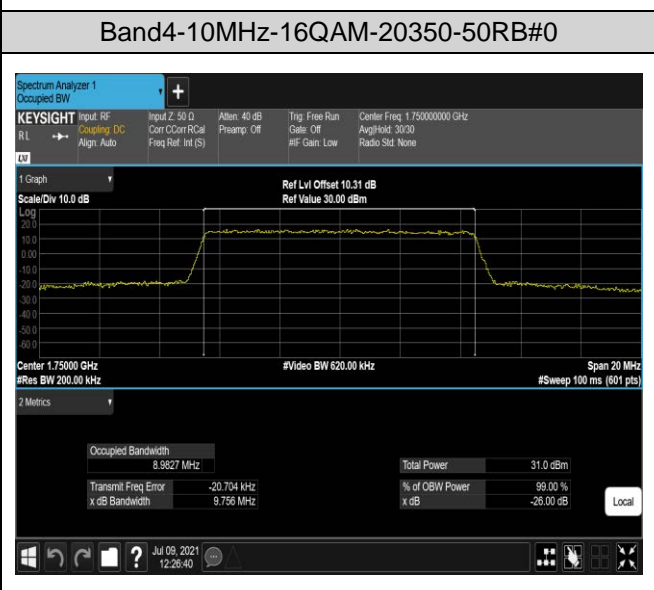 Band4-10MHz-16QAM-20350-50RB#0
Spectrum Analyzer 1
Occupied BW
KEYSIGHT Input: RF Input Z: 50 Ω Atten: 40 dB Trig: Free Run Center Freq: 1.750000000 GHz
RL Coupling: DC Corr CCorr RCal Preamp: Off Gate: Off Avg|Hold: 30/30
Align: Auto Freq Ref: Int (S) #IF Gain: Low Radio Std: None
LXI
1 Graph Ref Lvl Offset 10.31 dB
Scale/Div 10.0 dB Ref Value 30.00 dBm
Log
20.0
10.0
0.00
-10.0
-20.0
-30.0
-40.0
-50.0
-60.0
Center 1.75000 GHz #Video BW 620.00 kHz Span 20 MHz
#Res BW 200.00 kHz #Sweep 100 ms (601 pts)
2 Metrics
Occupied Bandwidth
8.9827 MHz Total Power 31.0 dBm
Transmit Freq Error -20.704 kHz % of OBW Power 99.00 %
x dB Bandwidth 9.756 MHz x dB -26.00 dB
Local
Jul 09, 2021
12:26:40